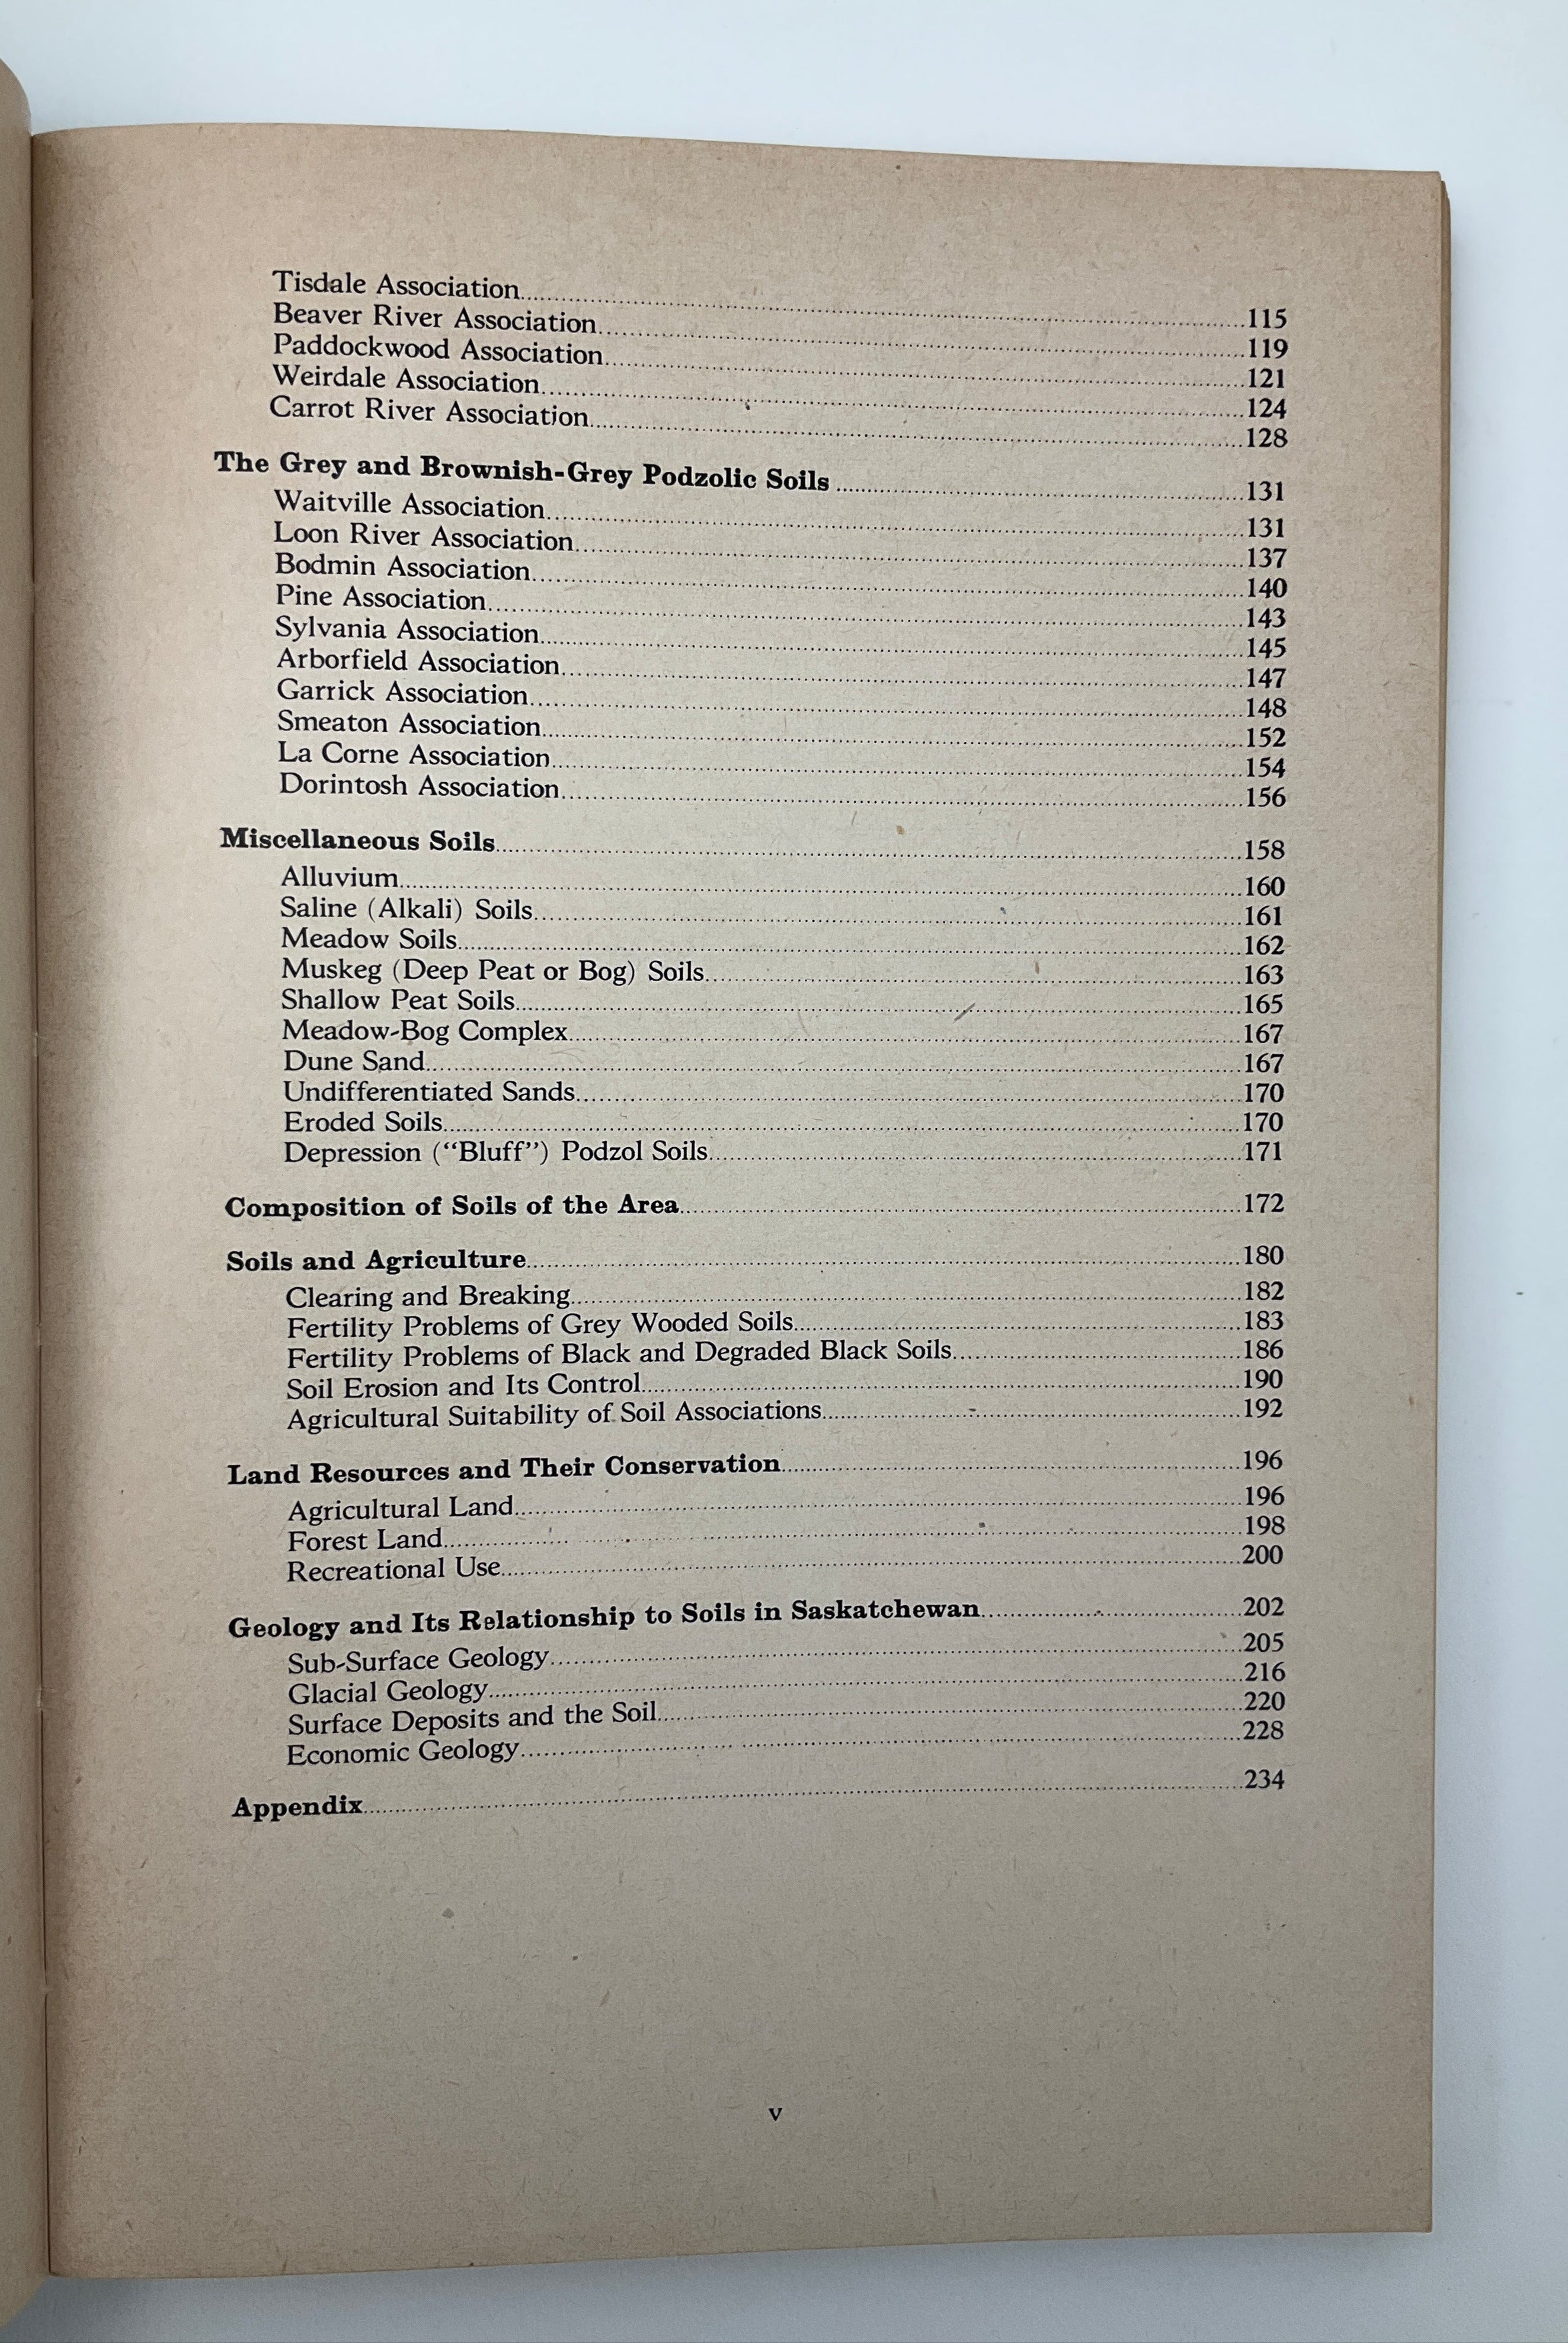 Tisdale Association 115
Beaver River Association 119
Paddockwood Association 121
Weirdale Association 124
Carrot River Association 128
The Grey and Brownish-Grey Podzolic Soils 131
Waitville Association 131
Loon River Association 137
Bodmin Association 140
Pine Association 143
Sylvania Association 145
Arborfield Association 147
Garrick Association 148
Smeaton Association 152
La Corne Association 154
Dorintosh Association 156
Miscellaneous Soils 158
Alluvium 160
Saline (Alkali) Soils 161
Meadow Soils 162
Muskeg (Deep Peat or Bog) Soils 163
Shallow Peat Soils 165
Meadow-Bog Complex 167
Dune Sand 167
Undifferentiated Sands 170
Eroded Soils 170
Depression (“Bluff”) Podzol Soils 171
Composition of Soils of the Area 172
Soils and Agriculture 180
Clearing and Breaking 182
Fertility Problems of Grey Wooded Soils 183
Fertility Problems of Black and Degraded Black Soils 186
Soil Erosion and Its Control 190
Agricultural Suitability of Soil Associations 192
Land Resources and Their Conservation 196
Agricultural Land 196
Forest Land 198
Recreational Use 200
Geology and Its Relationship to Soils in Saskatchewan 202
Sub-Surface Geology 205
Glacial Geology 216
Surface Deposits and the Soil 220
Economic Geology 228
Appendix 234
v